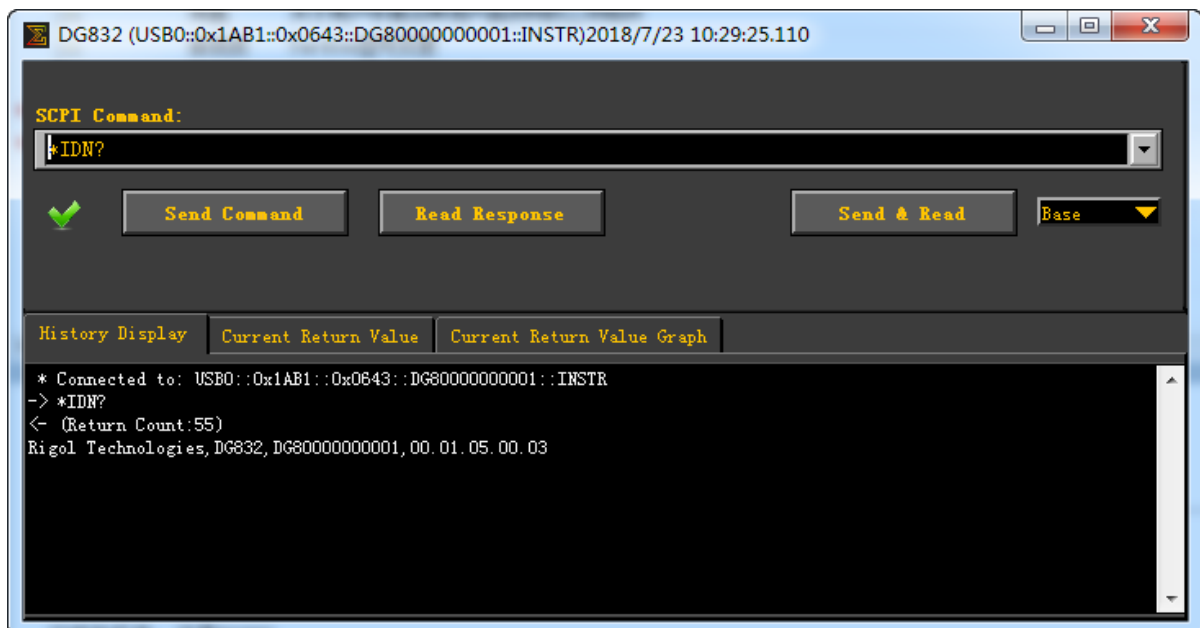 DG832 (USB0::0x1AB1::0x0643::DG80000000001::INSTR)2018/7/23 10:29:25.110
SCPI Command:
*IDN?
Send Command
Read Response
Send & Read
Base
History Display
Current Return Value
Current Return Value Graph
* Connected to: USB0::0x1AB1::0x0643::DG80000000001::INSTR
-> *IDN?
<- (Return Count:55)
Rigol Technologies,DG832,DG80000000001,00.01.05.00.03